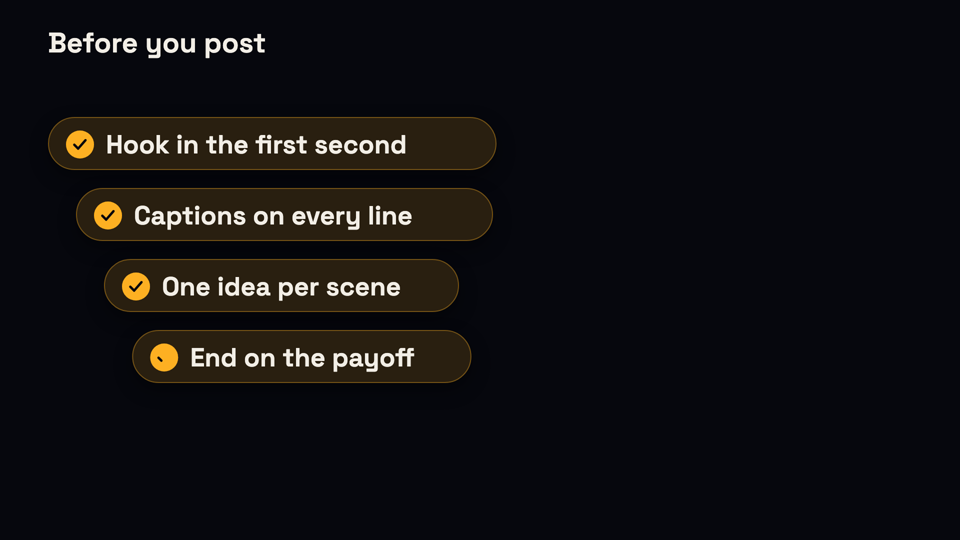 Before you post
Hook in the first second
Captions on every line
One idea per scene
End on the payoff